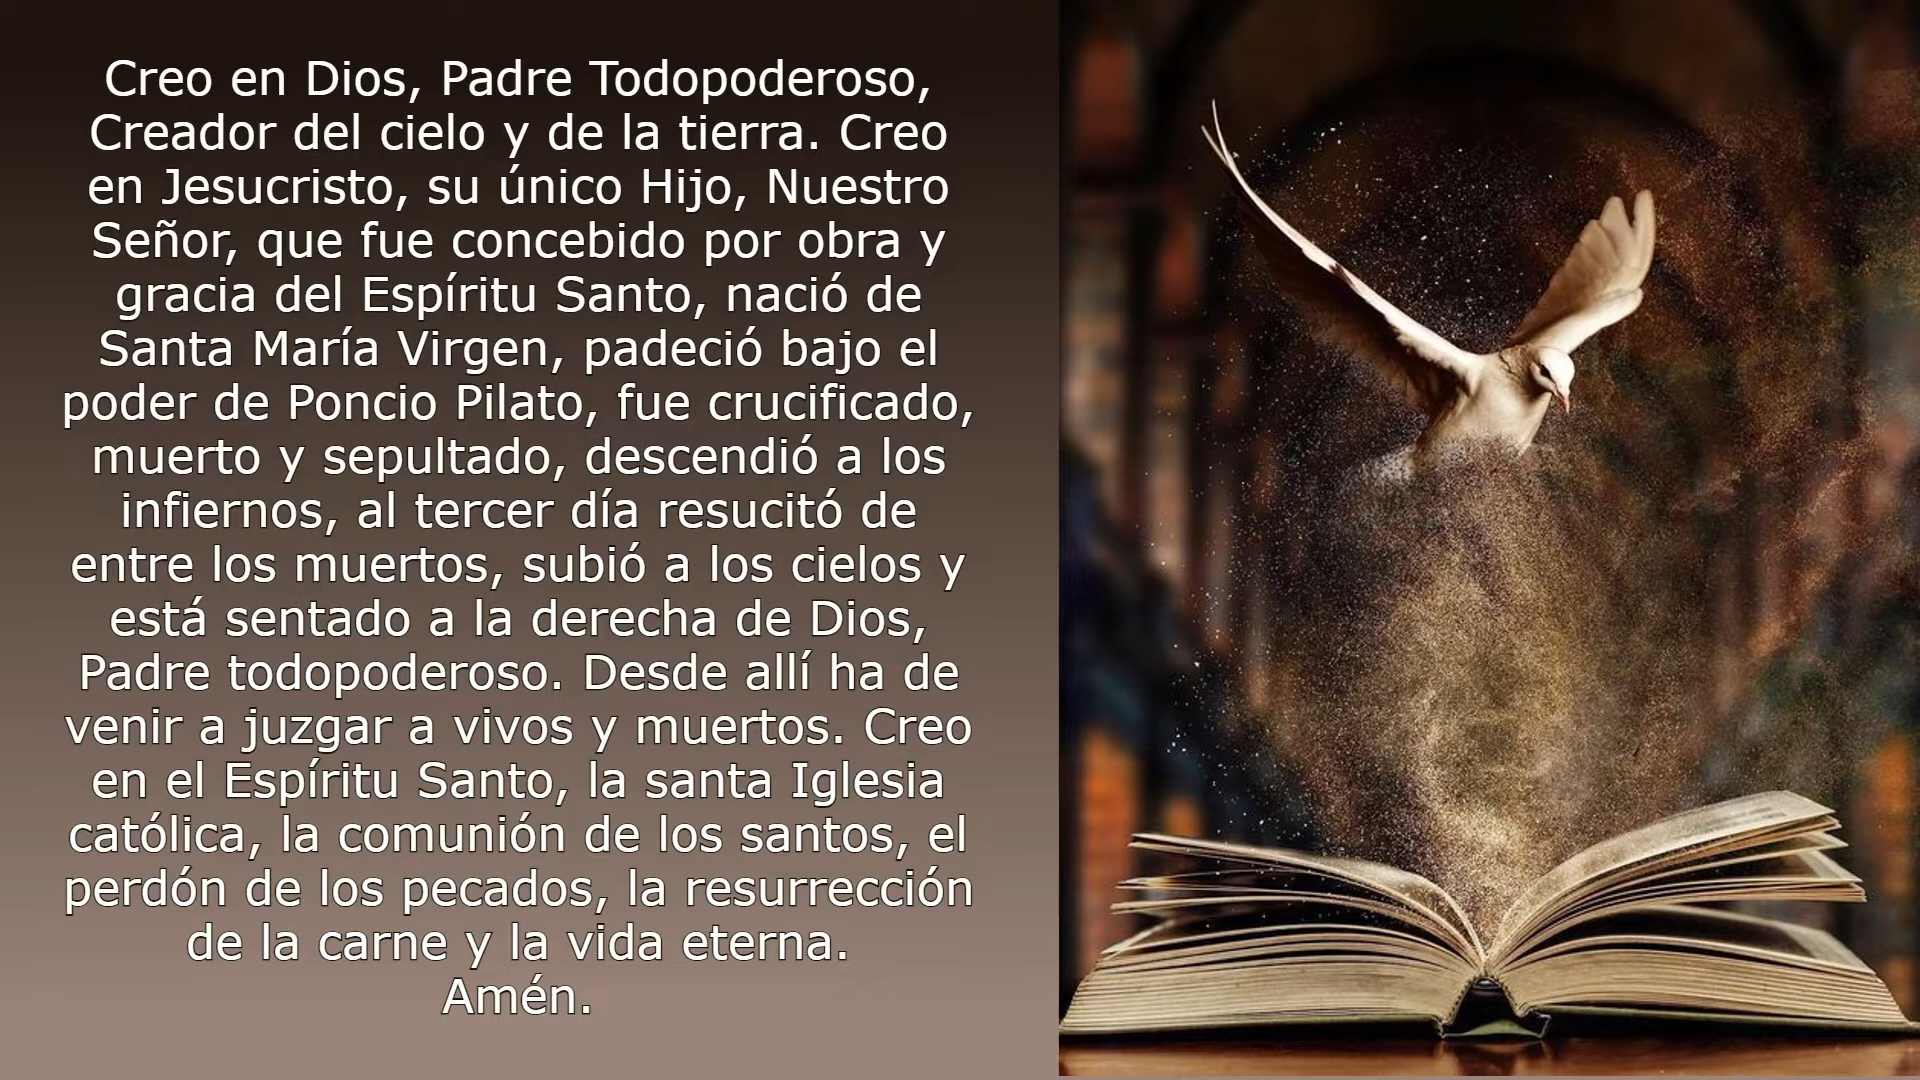 Creo en Dios, Padre Todopoderoso,
Creador del cielo y de la tierra. Creo
en Jesucristo, su único Hijo, Nuestro
Señor, que fue concebido por obra y
gracia del Espíritu Santo, nació de
Santa María Virgen, padeció bajo el
poder de Poncio Pilato, fue crucificado,
muerto y sepultado, descendió a los
infiernos, al tercer día resucitó de
entre los muertos, subió a los cielos y
está sentado a la derecha de Dios,
Padre todopoderoso. Desde allí ha de
venir a juzgar a vivos y muertos. Creo
en el Espíritu Santo, la santa Iglesia
católica, la comunión de los santos, el
perdón de los pecados, la resurrección
de la carne y la vida eterna.
Amén.